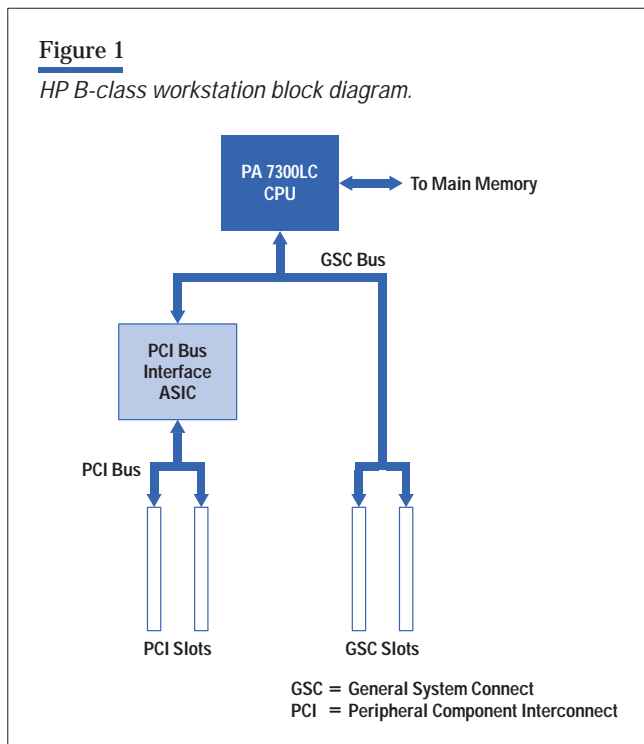 Figure 1
HP B-class workstation block diagram.
PA 7300LC
CPU
To Main Memory
GSC Bus
PCI Bus
Interface
ASIC
PCI Bus
PCI Slots
GSC Slots
GSC = General System Connect
PCI = Peripheral Component Interconnect